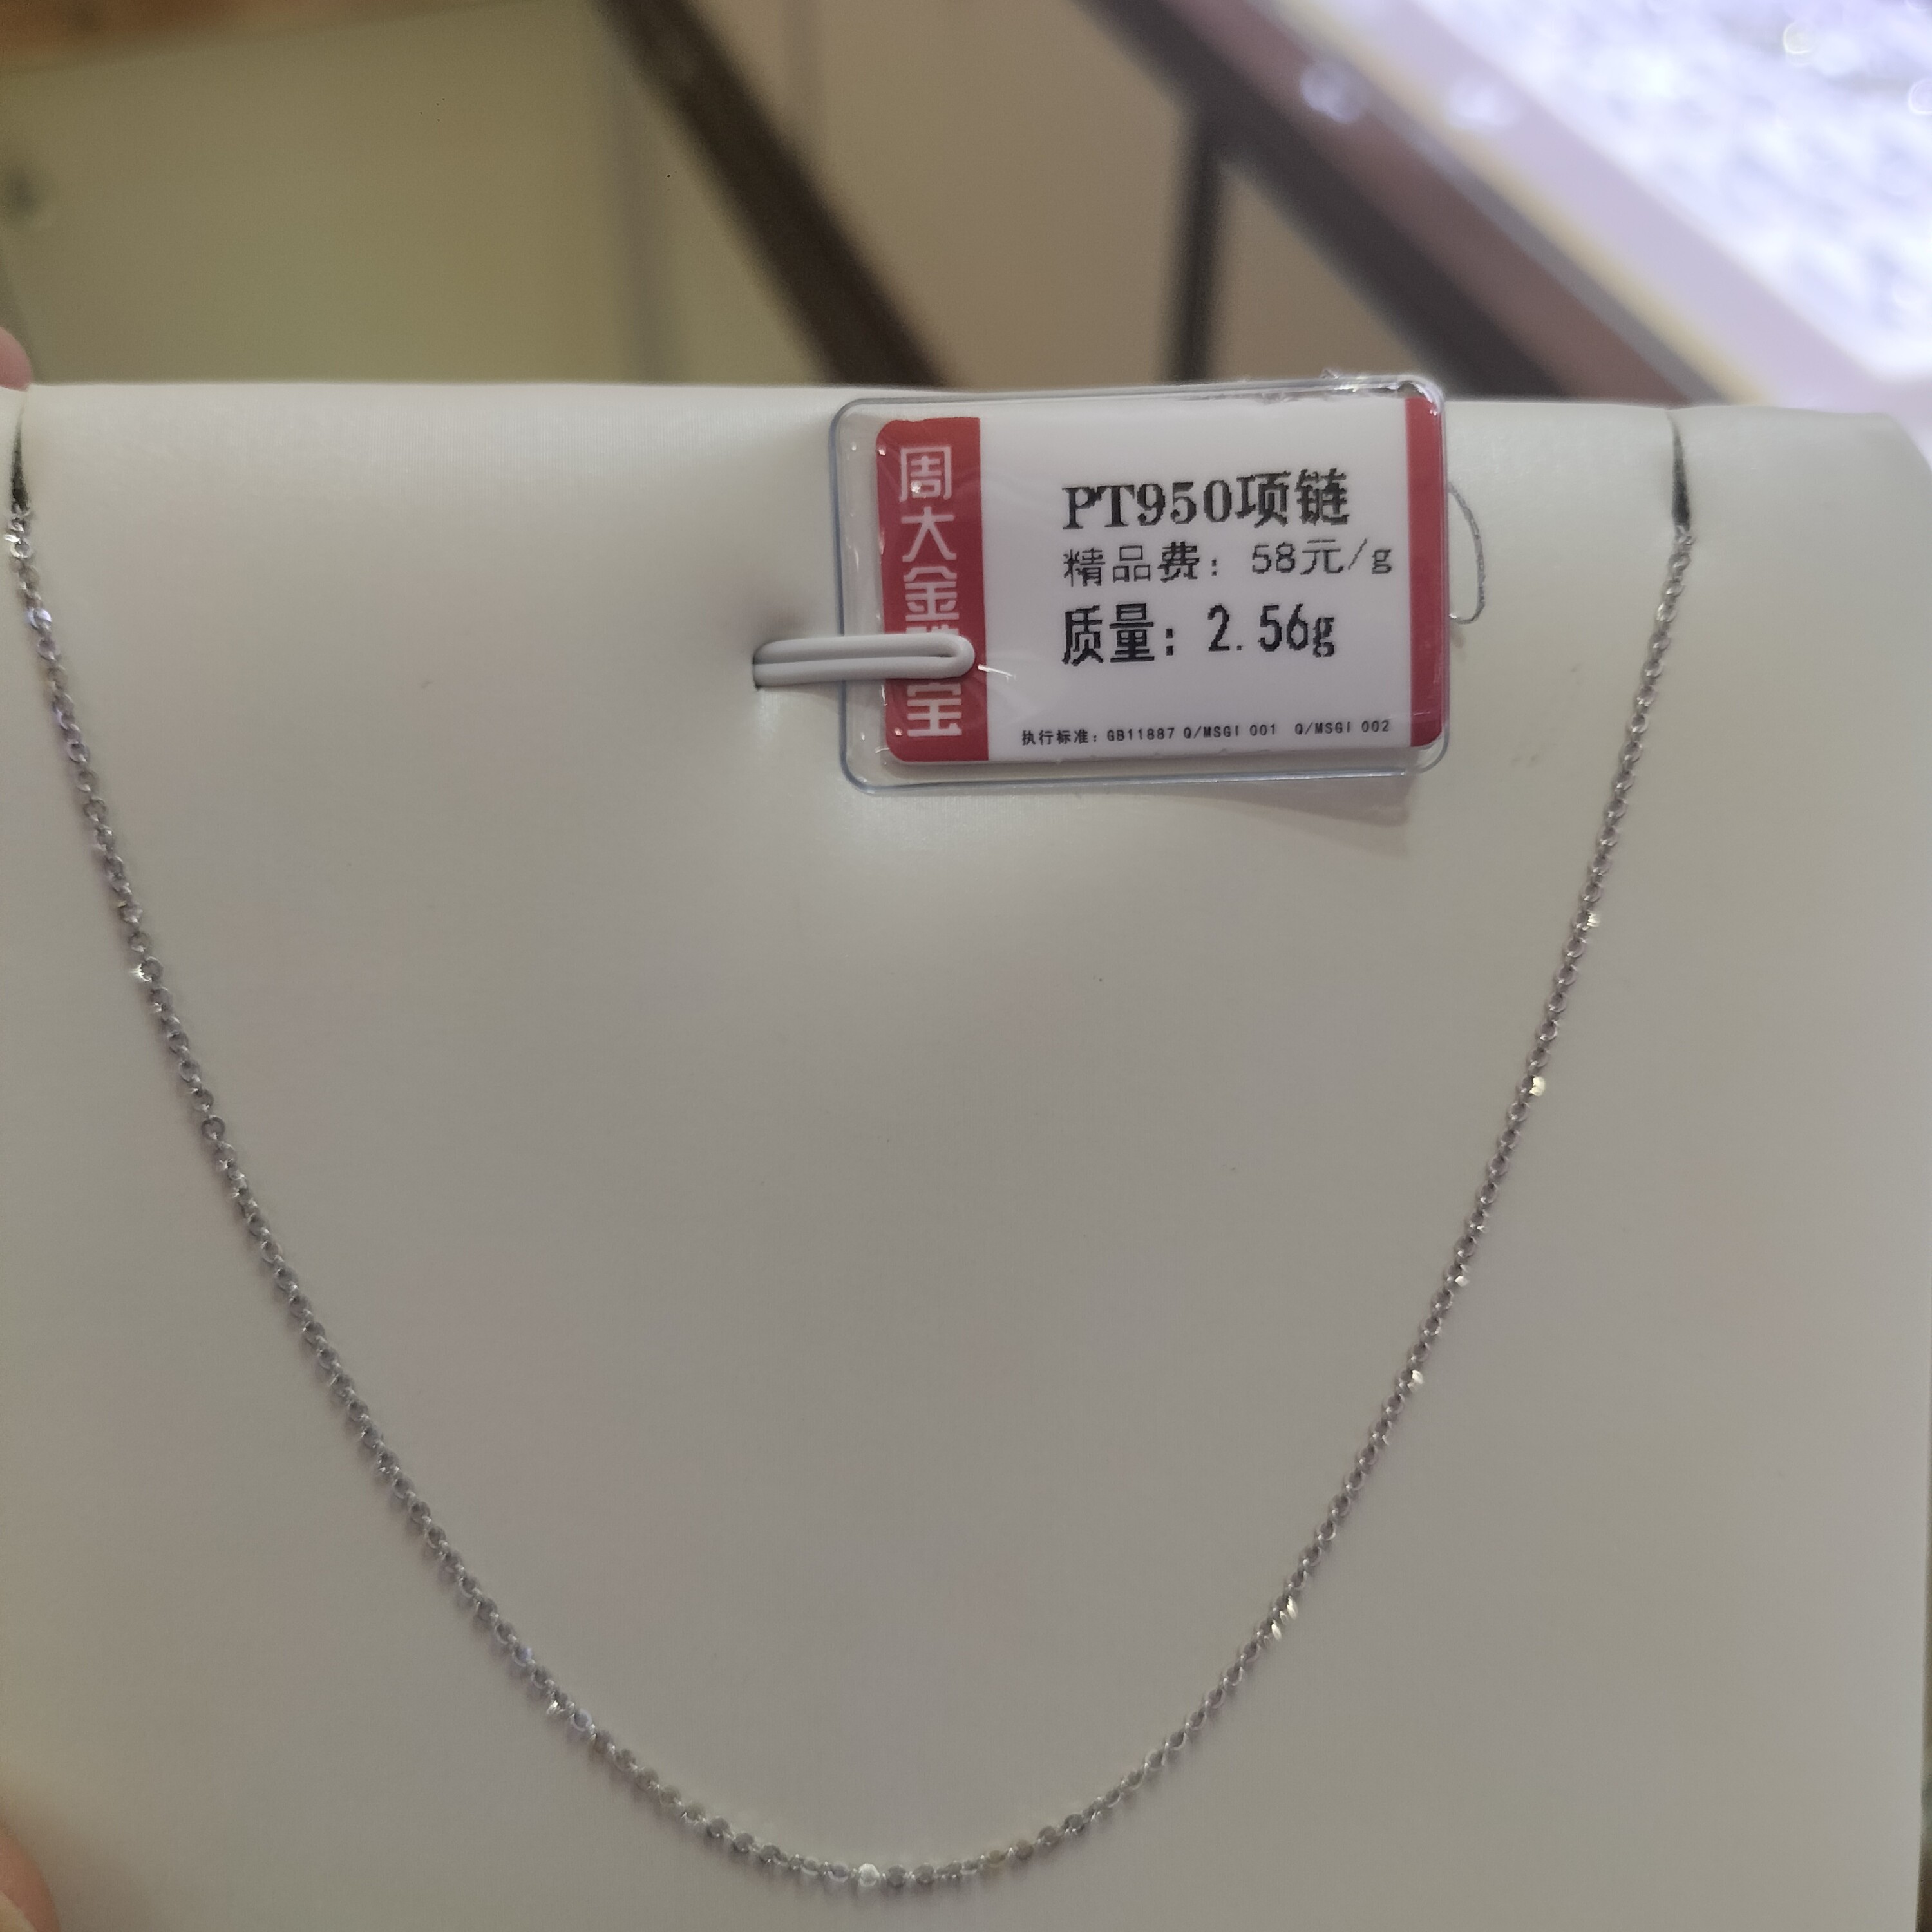 周大金
PT950项链
精品费：58元/g
质量：2.56g
执行标准：GB11887 Q/MSGI 001 Q/MSGI 002